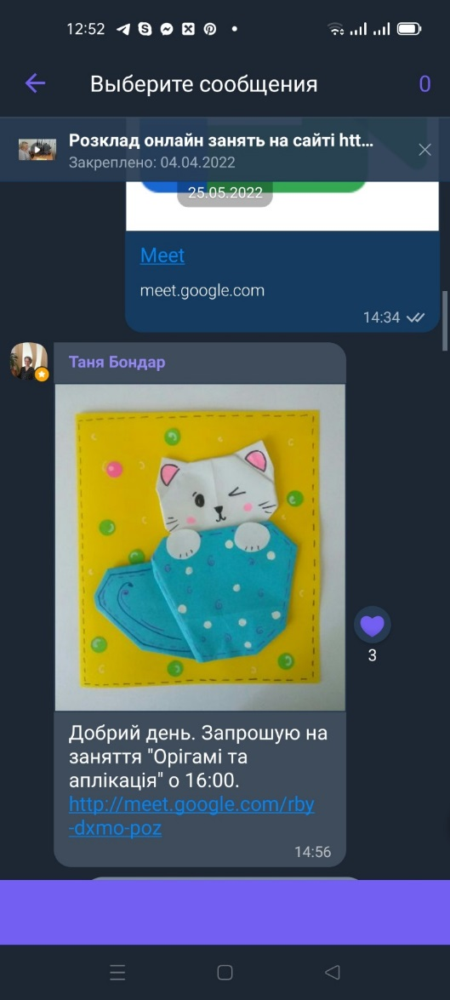 12:52
Выберите сообщения
0
Розклад онлайн занять на сайті htt...
Закреплено: 04.04.2022
25.05.2022
Meet
meet.google.com
14:34
Таня Бондар
3
Добрий день. Запрошую на
заняття "Орігамі та
аплікація" о 16:00.
http://meet.google.com/rby
-dxmo-poz
14:56